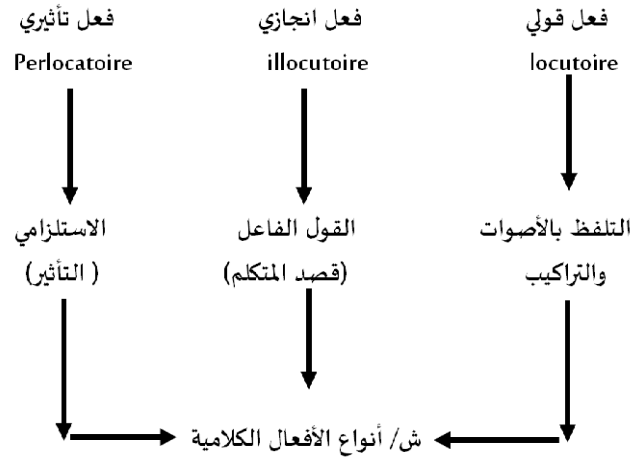 فعل قولي
locutoire
فعل انجازي
illocutoire
فعل تأثيري
Perlocatoire
التلفظ بالأصوات
والتراكيب
القول الفاعل
(قصد المتكلم)
الاستلزامي
( التأثير)
ش/ أنواع الأفعال الكلامية